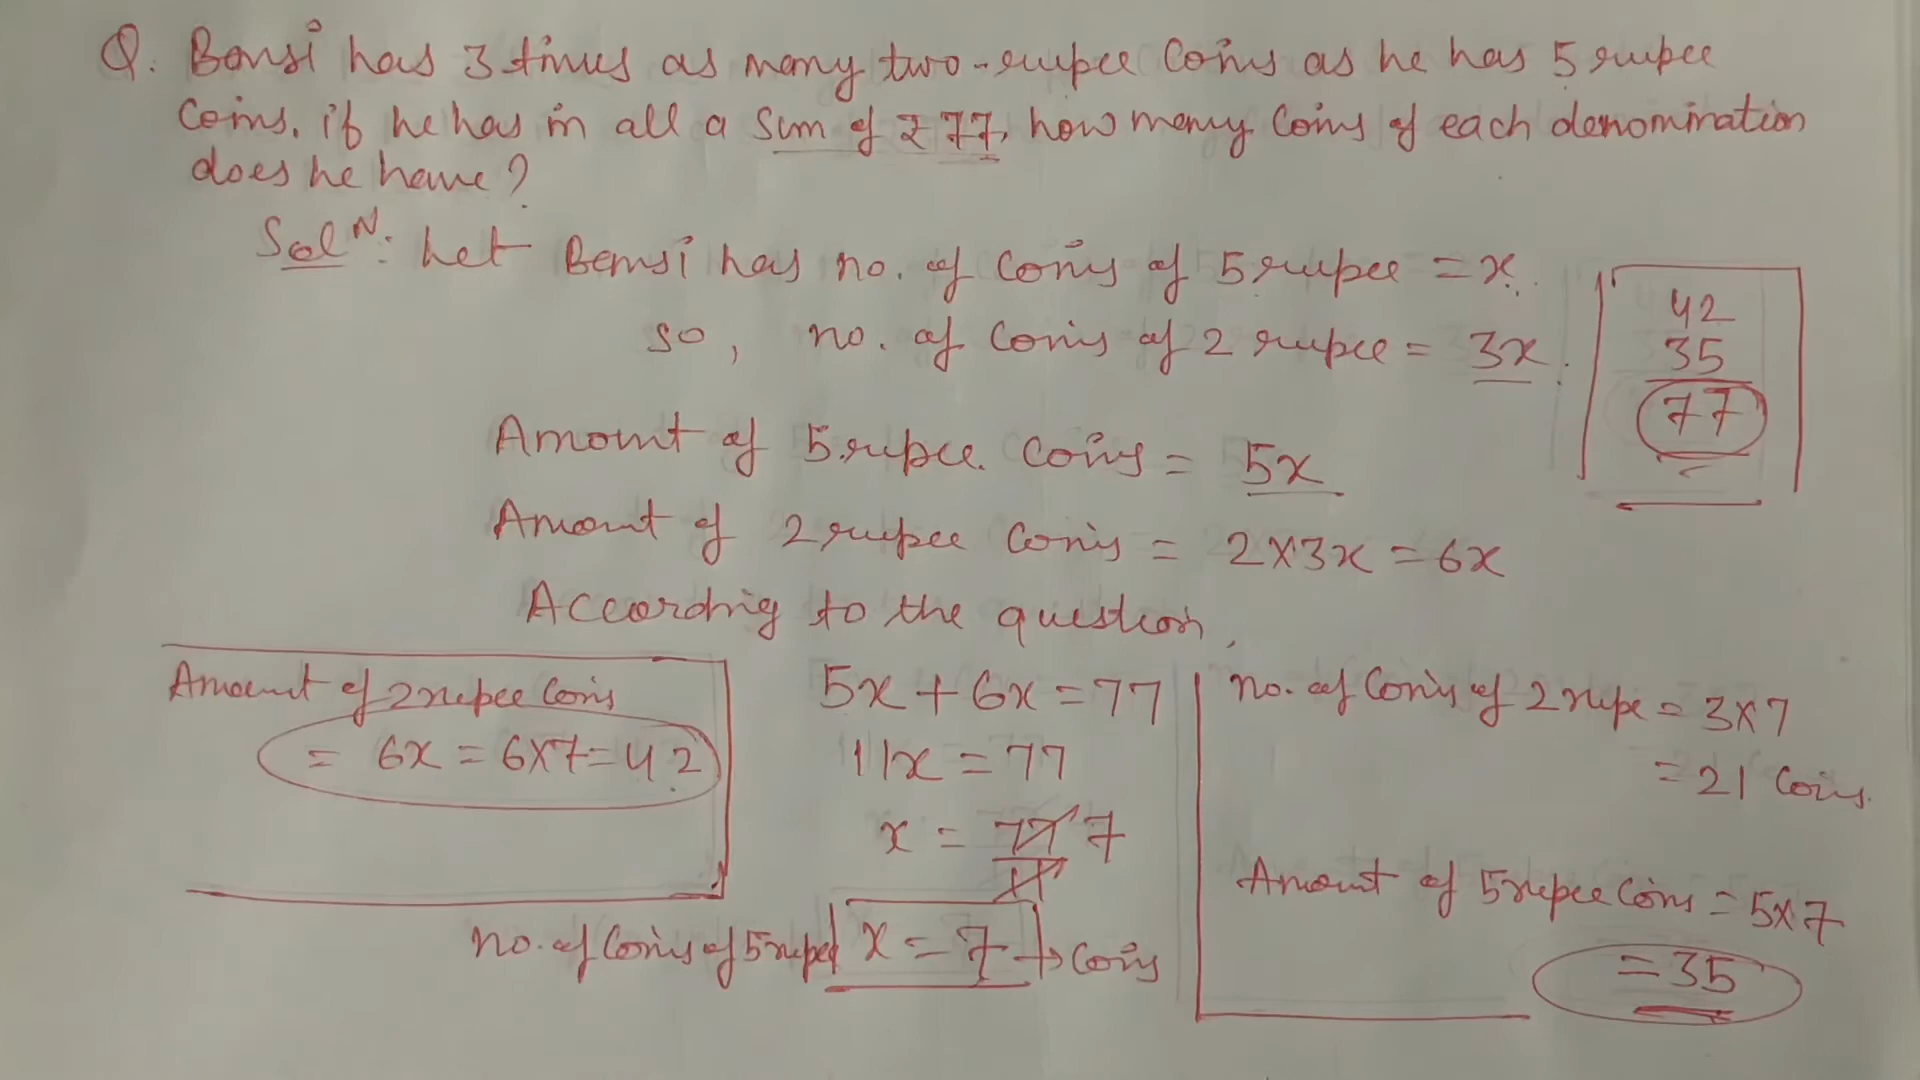 Q. Bansi has 3 times as many two-rupee Coins as he has 5 rupee
Coins. if he has in all a Sum of ₹ 77, how many Coins of each denomination
does he have?
Solᴺ: Let Bansi has no. of Coins of 5 rupee = x.
so, no. of Coins of 2 rupee = 3x.
42
35
77
Amount of 5 rupee Coins = 5x
Amount of 2 rupee Coins = 2×3x = 6x
According to the question,
5x + 6x = 77
11x = 77
x = 77/11 7
no. of Coins of 5 rupee x = 7 → Coins
Amount of 2 rupee Coins
= 6x = 6×7 = 42
no. of Coins of 2 rupe = 3×7
= 21 Coins.
Amount of 5 rupee Coins = 5×7
= 35